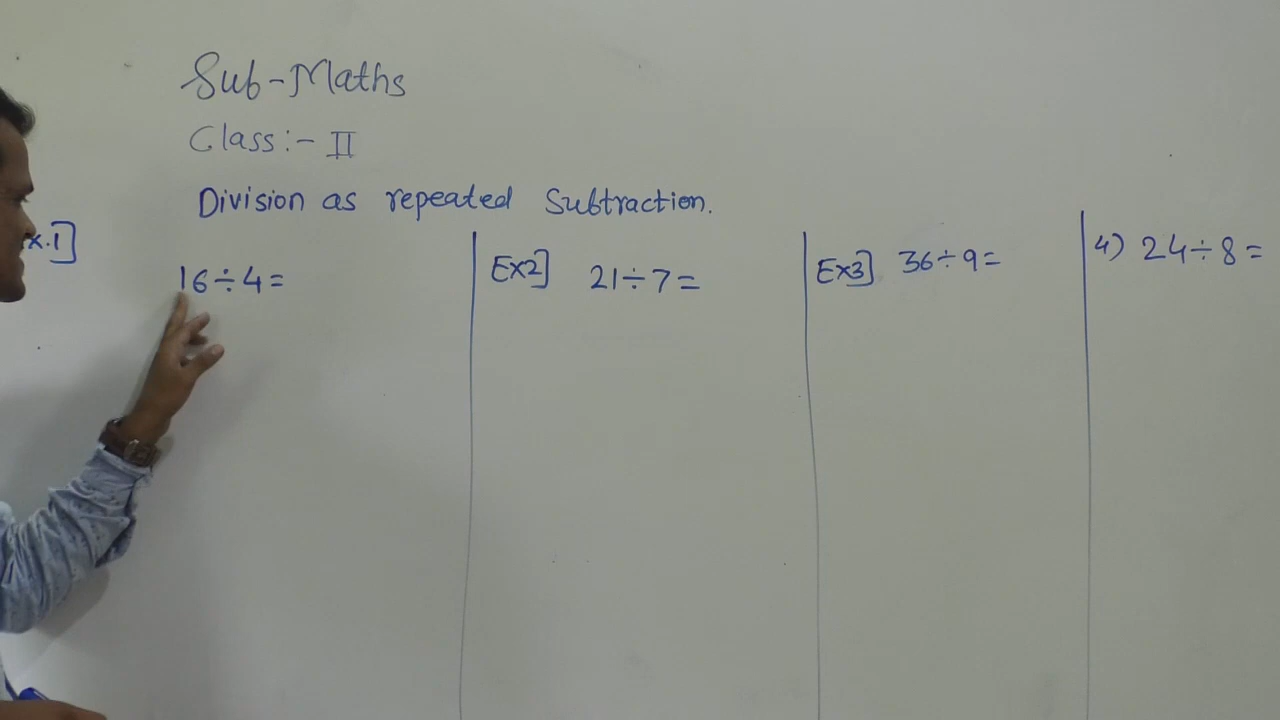 Sub-Maths
Class:- II
Division as repeated Subtraction.
x.1]
16÷4=
Ex2] 21÷7=
Ex3] 36÷9=
4) 24÷8=